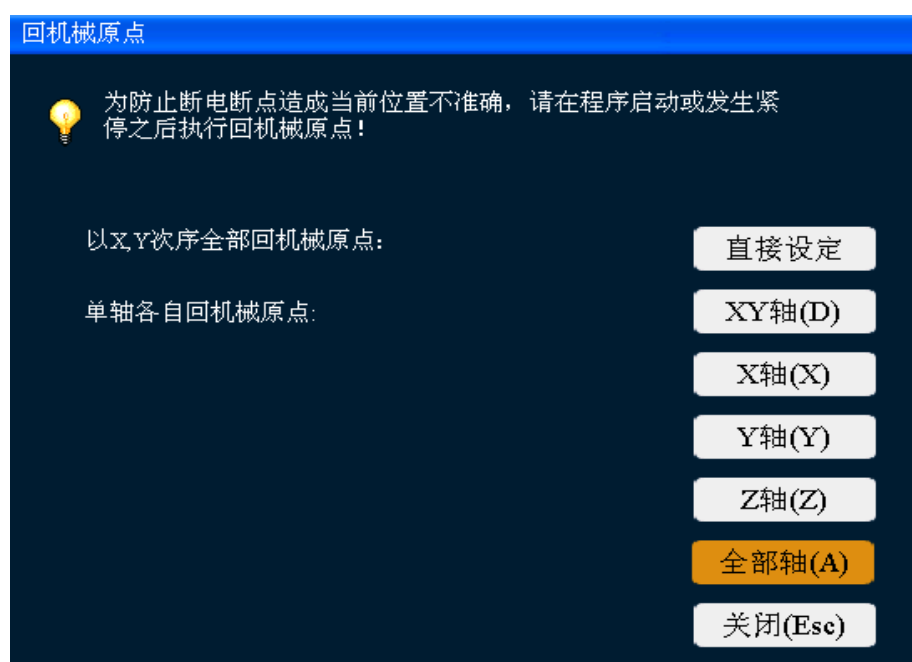 回机械原点
为防止断电断点造成当前位置不准确，请在程序启动或发生紧
停之后执行回机械原点!
以X,Y次序全部回机械原点:
直接设定
单轴各自回机械原点:
XY轴(D)
X轴(X)
Y轴(Y)
Z轴(Z)
全部轴(A)
关闭(Esc)